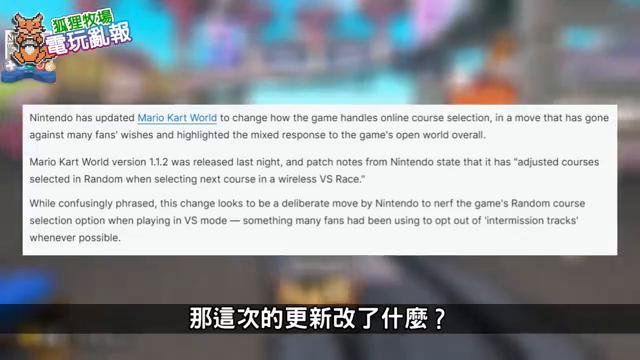 狐狸牧場
電玩亂報
Nintendo has updated Mario Kart World to change how the game handles online course selection, in a move that has gone
against many fans' wishes and highlighted the mixed response to the game's open world overall.
Mario Kart World version 1.1.2 was released last night, and patch notes from Nintendo state that it has "adjusted courses
selected in Random when selecting next course in a wireless VS Race."
While confusingly phrased, this change looks to be a deliberate move by Nintendo to nerf the game's Random course
selection option when playing in VS mode — something many fans had been using to opt out of 'intermission tracks'
whenever possible.
那這次的更新改了什麼？